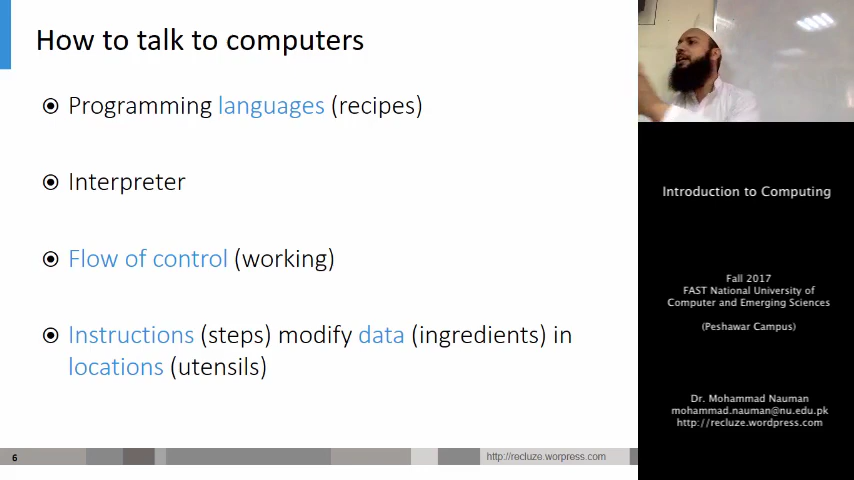 How to talk to computers
Programming languages (recipes)
Interpreter
Flow of control (working)
Instructions (steps) modify data (ingredients) in
locations (utensils)
6
http://recluze.worpress.com
Introduction to Computing
Fall 2017
FAST National University of
Computer and Emerging Sciences
(Peshawar Campus)
Dr. Mohammad Nauman
mohammad.nauman@nu.edu.pk
http://recluze.wordpress.com